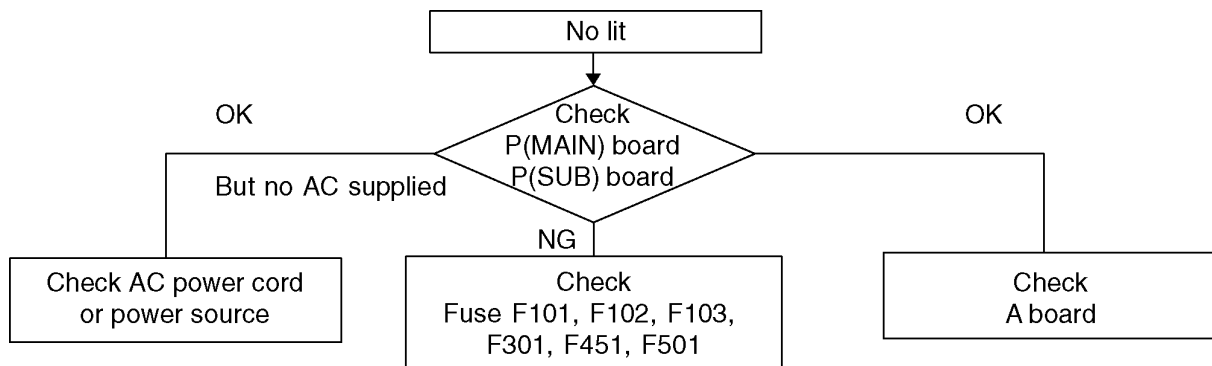 No lit
Check
P(MAIN) board
P(SUB) board
OK
But no AC supplied
OK
NG
Check AC power cord
or power source
Check
Fuse F101, F102, F103,
F301, F451, F501
Check
A board